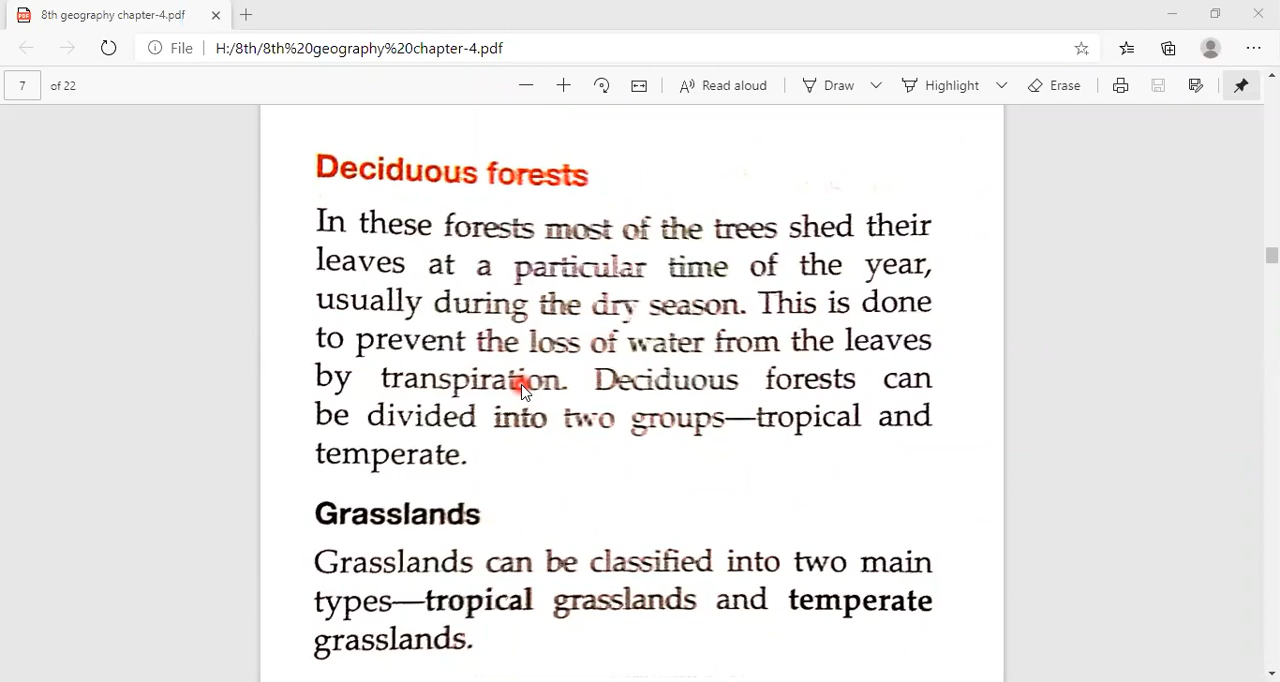 8th geography chapter-4.pdf
File H:/8th/8th%20geography%20chapter-4.pdf
7 of 22 Read aloud Draw Highlight Erase
Deciduous forests
In these forests most of the trees shed their
leaves at a particular time of the year,
usually during the dry season. This is done
to prevent the loss of water from the leaves
by transpiration. Deciduous forests can
be divided into two groups—tropical and
temperate.
Grasslands
Grasslands can be classified into two main
types—tropical grasslands and temperate
grasslands.